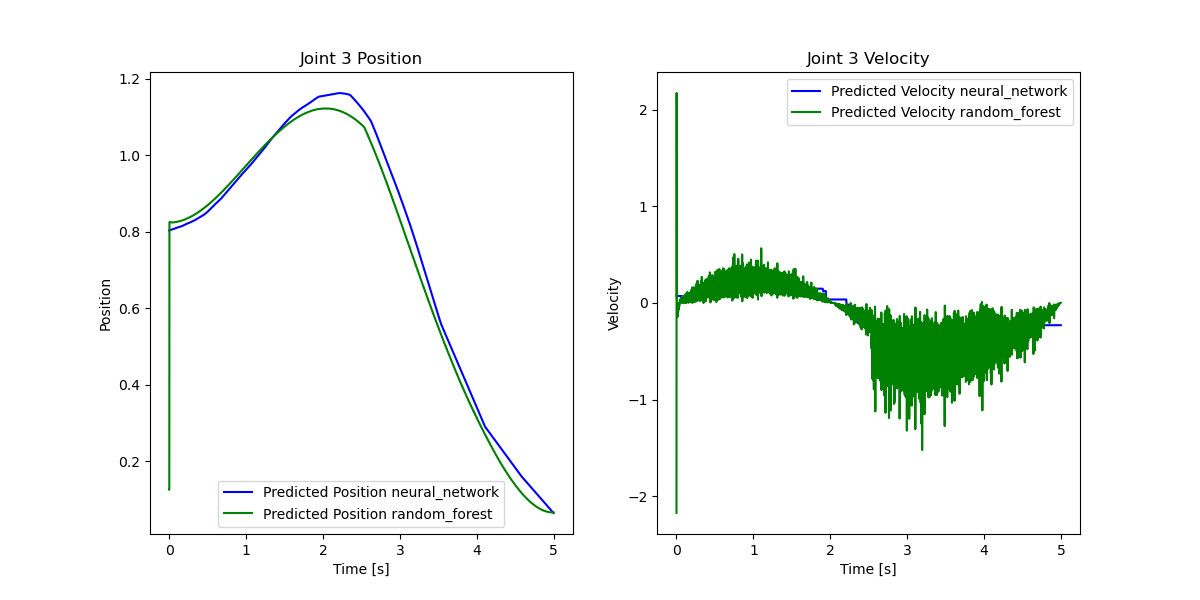 Joint 3 Position
Position
1.2
1.0
0.8
0.6
0.4
0.2
Predicted Position neural_network
Predicted Position random_forest
0 1 2 3 4 5
Time [s]
Joint 3 Velocity
Velocity
2
1
0
−1
−2
Predicted Velocity neural_network
Predicted Velocity random_forest
0 1 2 3 4 5
Time [s]